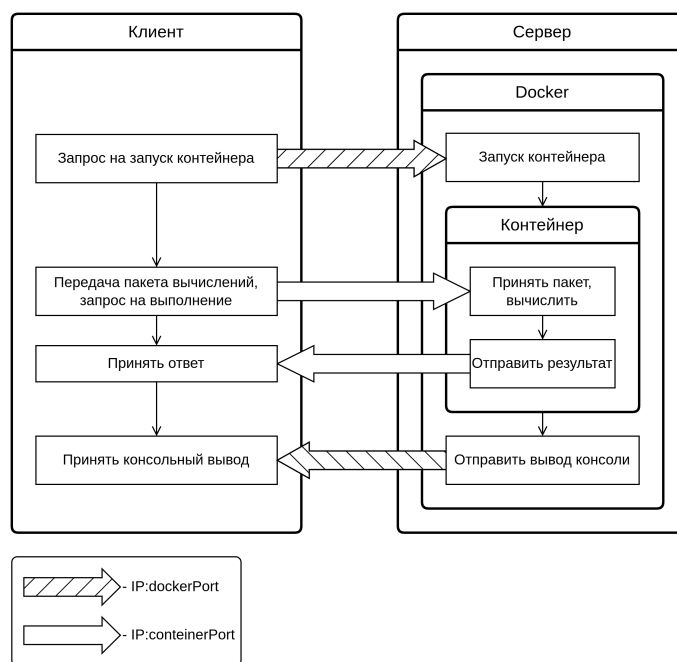 Клиент
Сервер
Docker
Запрос на запуск контейнера
Запуск контейнера
Контейнер
Передача пакета вычислений,
запрос на выполнение
Принять пакет,
вычислить
Принять ответ
Отправить результат
Принять консольный вывод
Отправить вывод консоли
- IP:dockerPort
- IP:conteinerPort